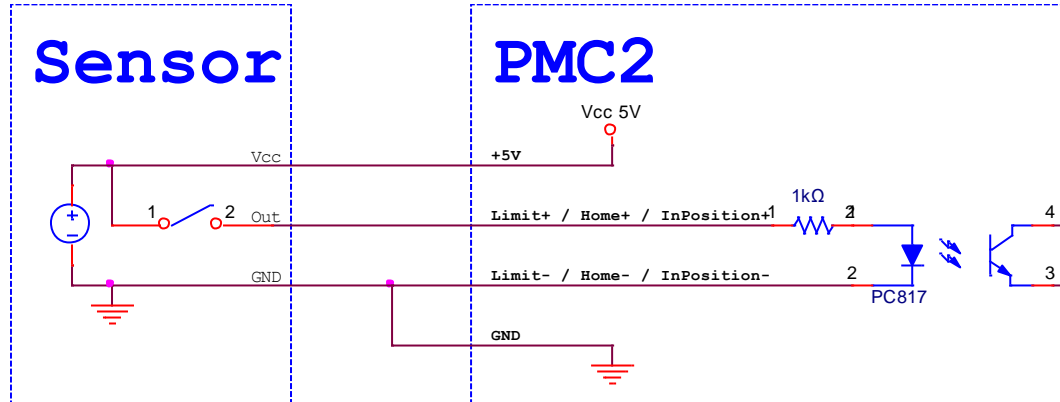 Sensor
PMC2
Vcc 5V
Vcc
+5V
1
2
Out
Limit+ / Home+ / InPosition+
1
1kΩ
2
4
GND
Limit- / Home- / InPosition-
2
PC817
3
GND